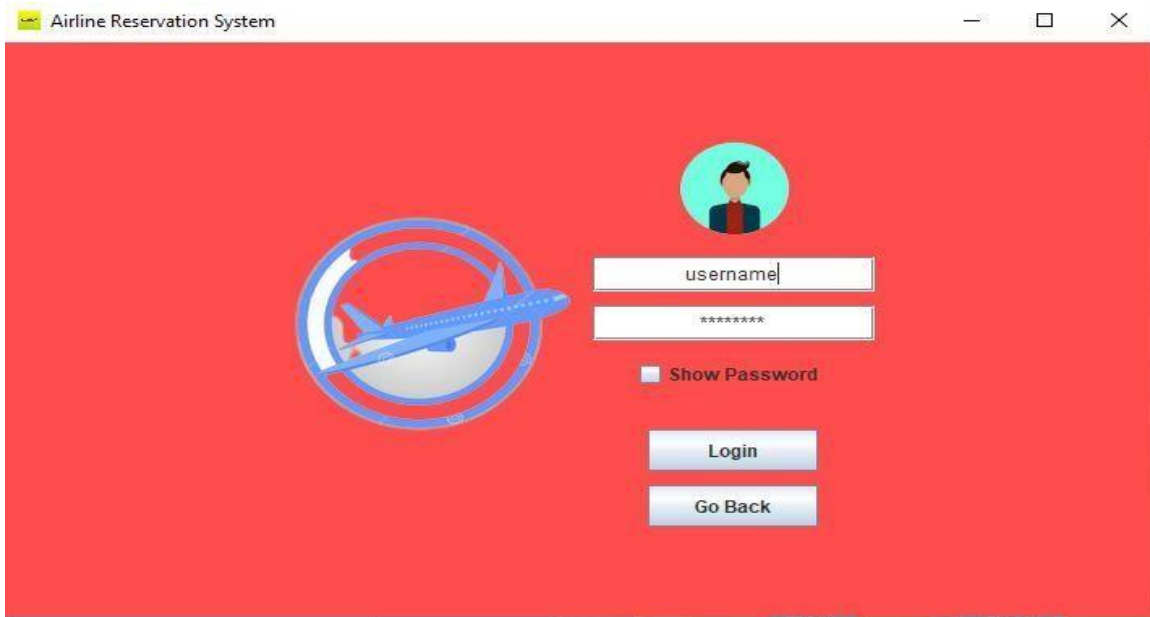 Airline Reservation System
username
********
Show Password
Login
Go Back